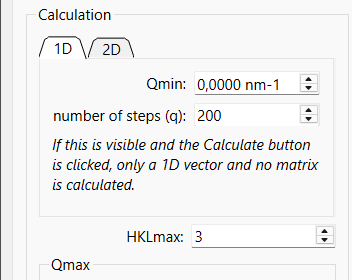 Calculation
1D 2D
Qmin: 0,0000 nm-1
number of steps (q): 200
If this is visible and the Calculate button
is clicked, only a 1D vector and no matrix
is calculated.
HKLmax: 3
Qmax